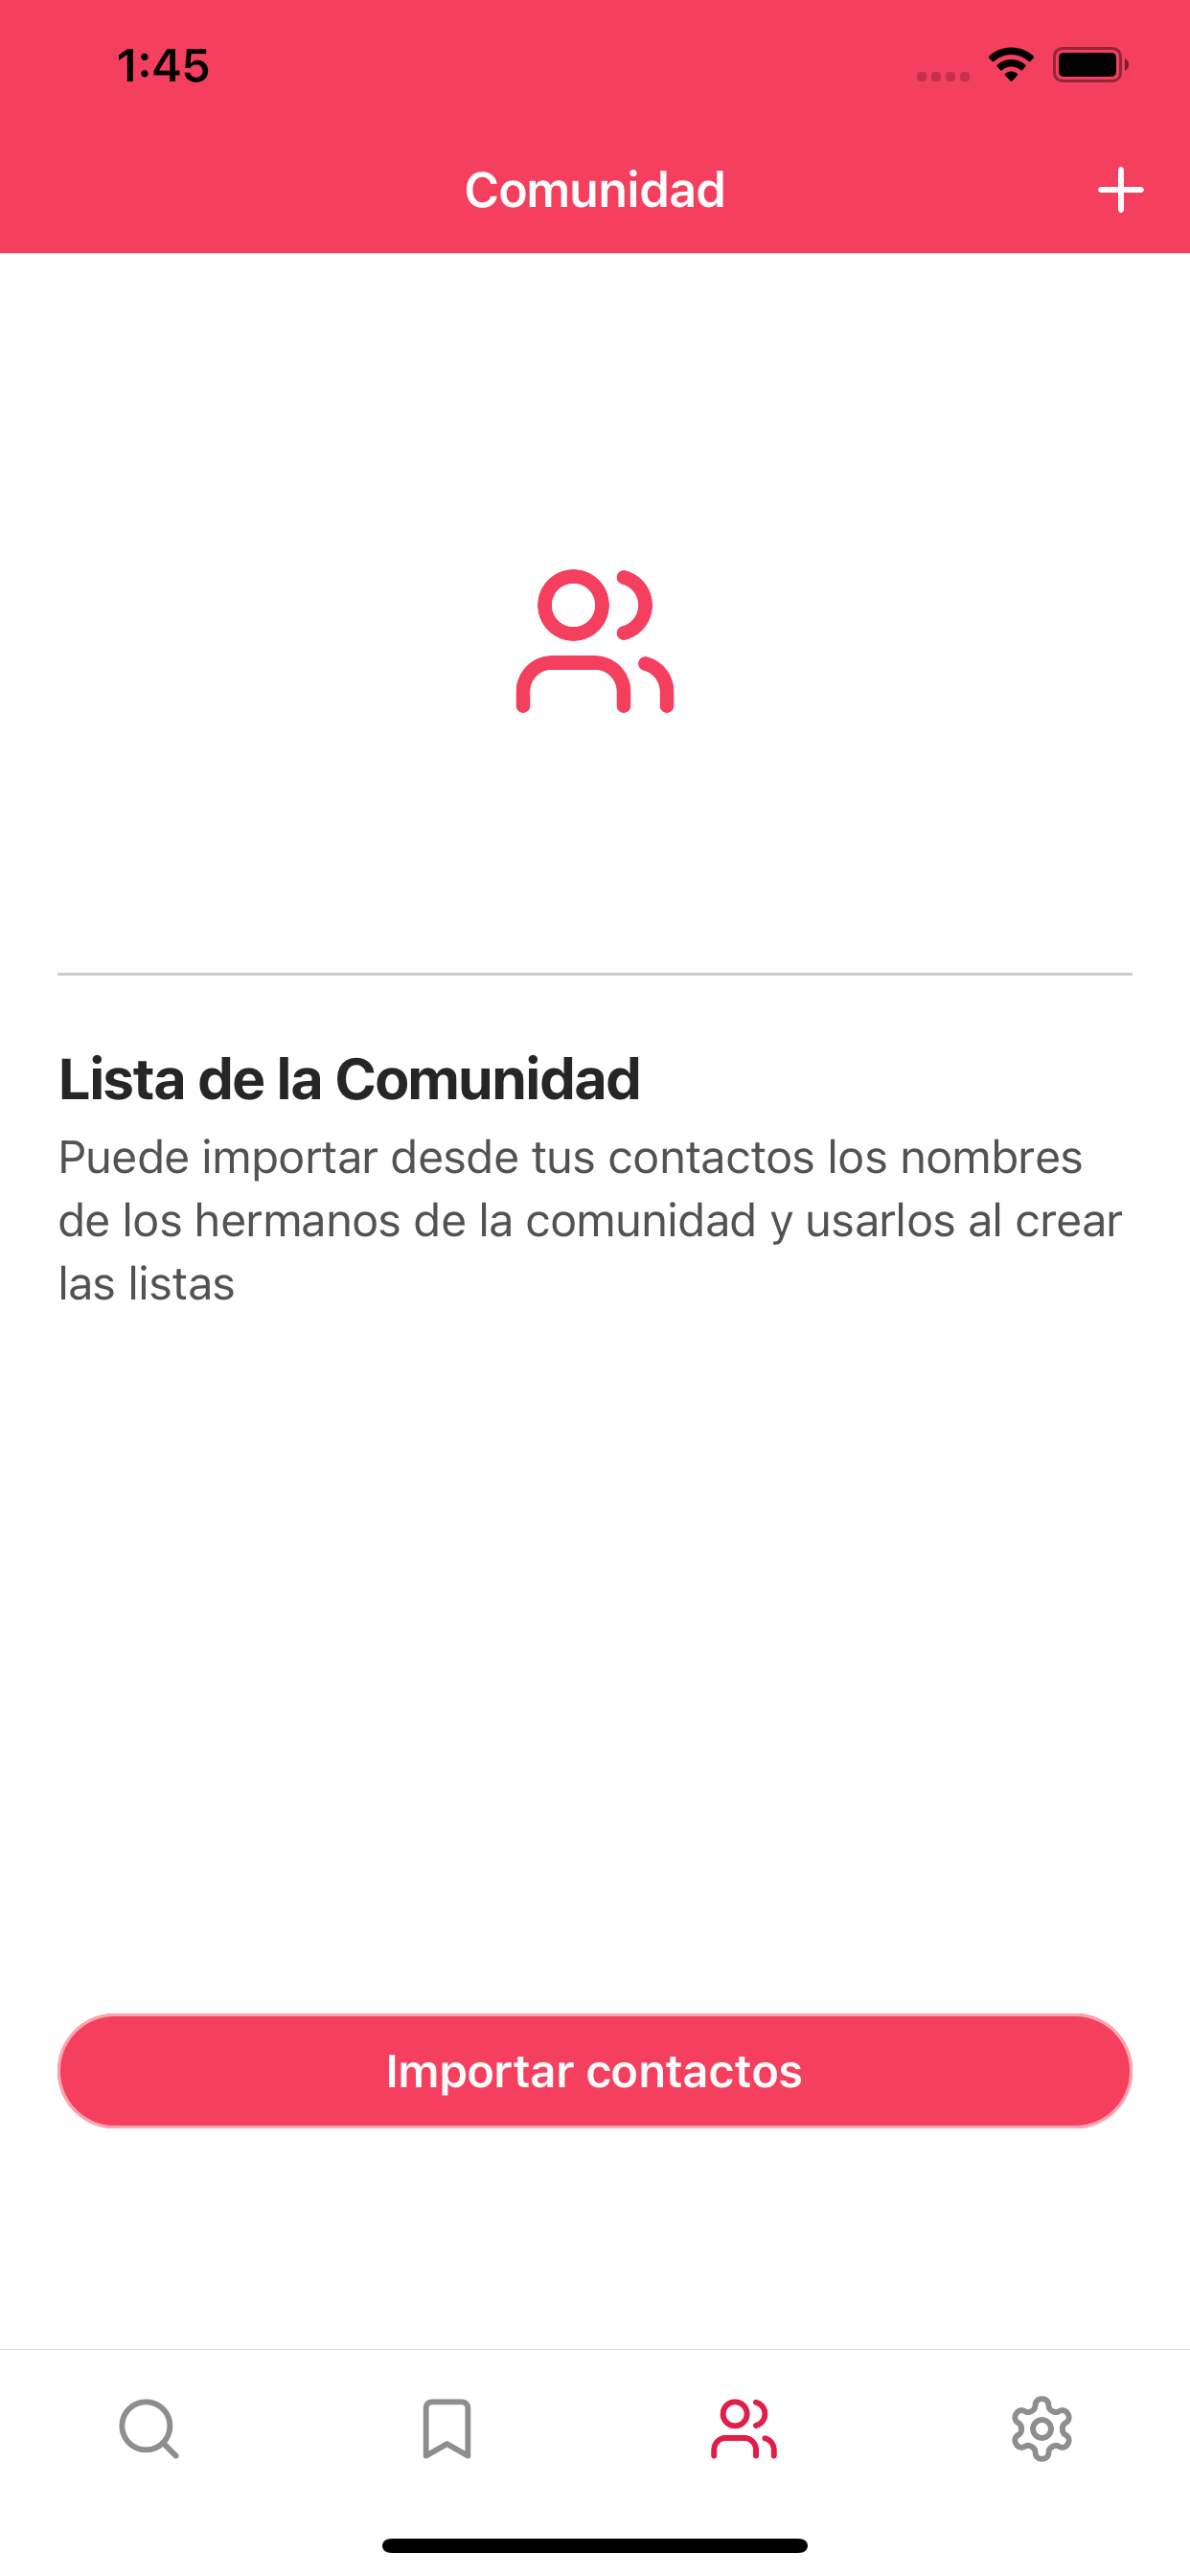 1:45
Comunidad
Lista de la Comunidad
Puede importar desde tus contactos los nombres
de los hermanos de la comunidad y usarlos al crear
las listas
Importar contactos